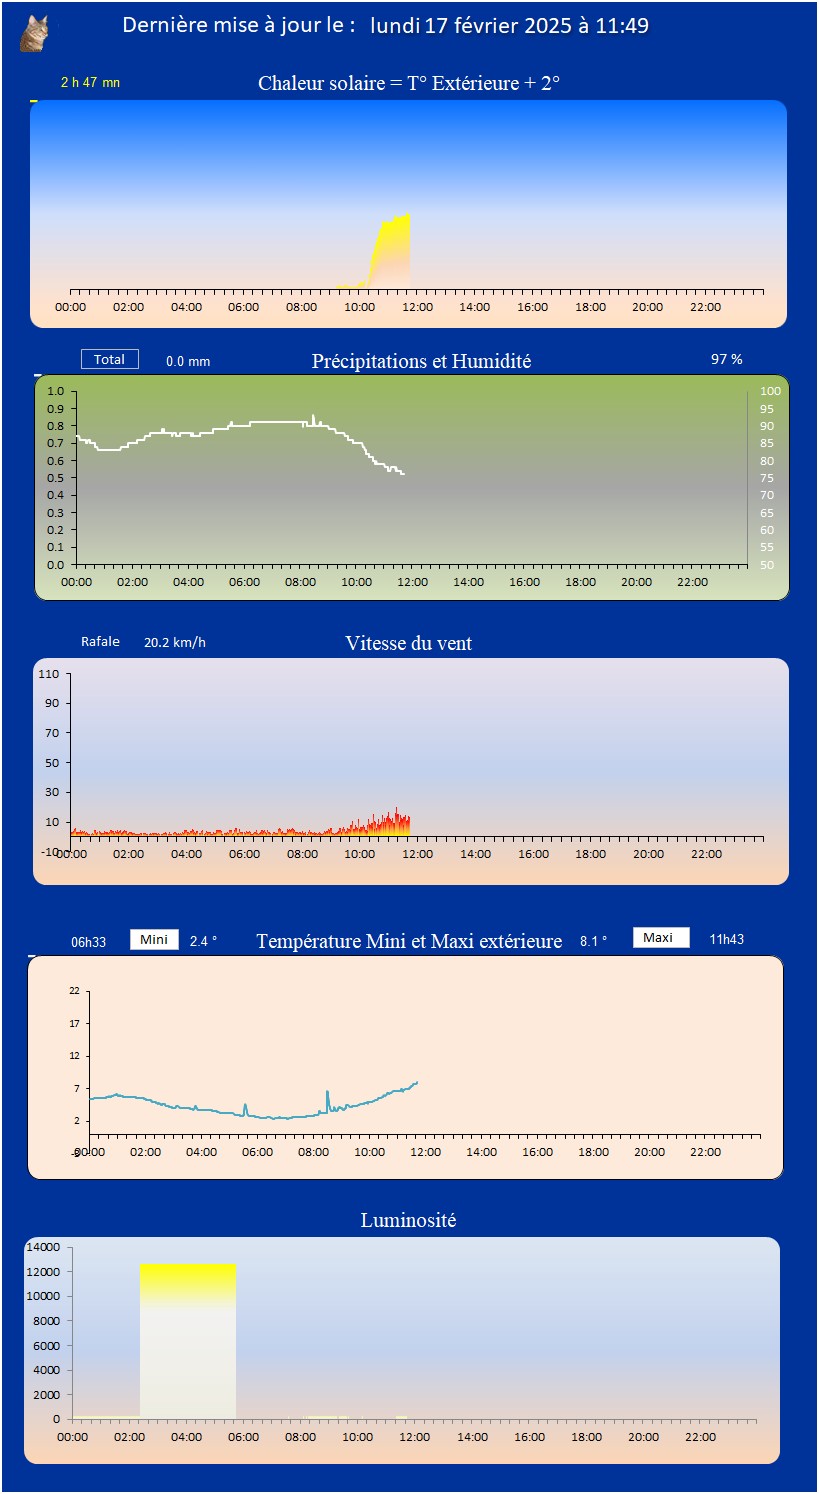 Dernière mise à jour le : lundi 17 février 2025 à 11:49
2 h 47 mn Chaleur solaire = T° Extérieure + 2°
00:00 02:00 04:00 06:00 08:00 10:00 12:00 14:00 16:00 18:00 20:00 22:00
Total 0.0 mm Précipitations et Humidité 97 %
1.0 100
0.9 95
0.8 90
0.7 85
0.6 80
0.5 75
0.4 70
0.3 65
0.2 60
0.1 55
0.0 50
00:00 02:00 04:00 06:00 08:00 10:00 12:00 14:00 16:00 18:00 20:00 22:00
Rafale 20.2 km/h Vitesse du vent
110
90
70
50
30
10
-10
00:00 02:00 04:00 06:00 08:00 10:00 12:00 14:00 16:00 18:00 20:00 22:00
06h33 Mini 2.4 ° Température Mini et Maxi extérieure 8.1 ° Maxi 11h43
22
17
12
7
2
00:00 02:00 04:00 06:00 08:00 10:00 12:00 14:00 16:00 18:00 20:00 22:00
Luminosité
14000
12000
10000
8000
6000
4000
2000
0
00:00 02:00 04:00 06:00 08:00 10:00 12:00 14:00 16:00 18:00 20:00 22:00